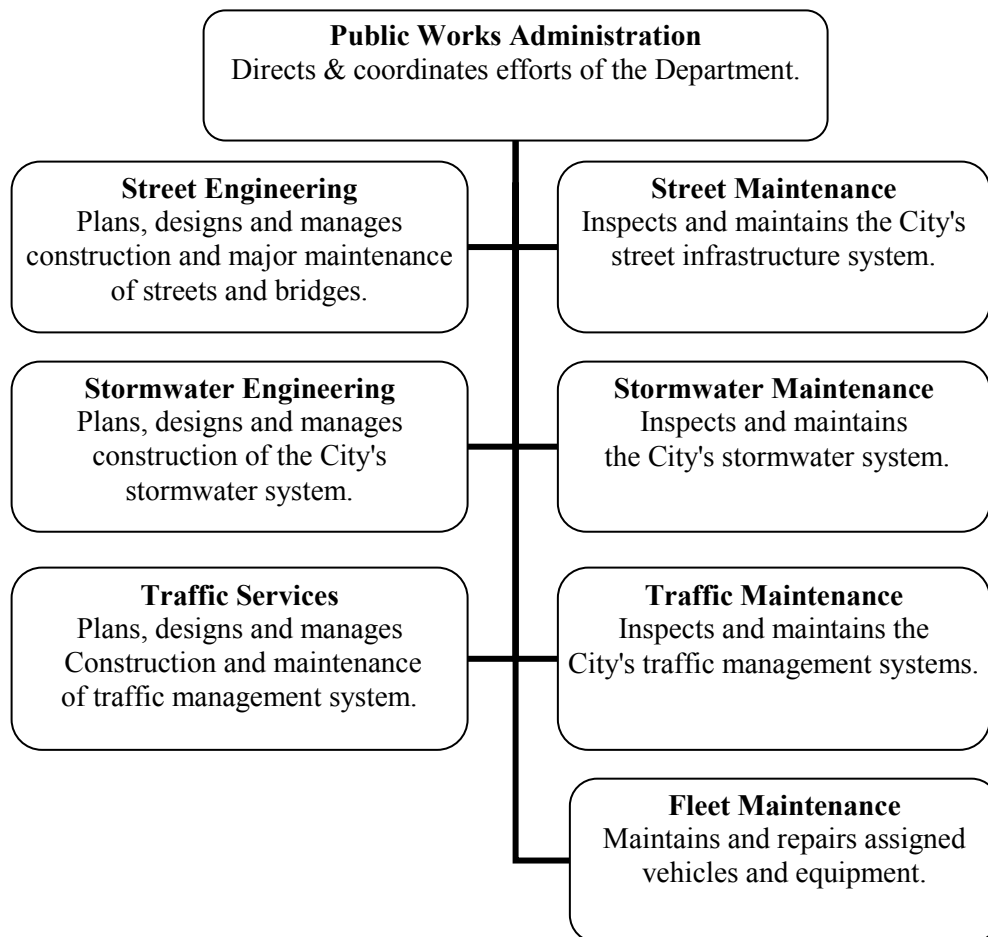 Public Works Administration
Directs & coordinates efforts of the Department.
Street Engineering
Plans, designs and manages
construction and major maintenance
of streets and bridges.
Street Maintenance
Inspects and maintains the City's
street infrastructure system.
Stormwater Engineering
Plans, designs and manages
construction of the City's
stormwater system.
Stormwater Maintenance
Inspects and maintains
the City's stormwater system.
Traffic Services
Plans, designs and manages
Construction and maintenance
of traffic management system.
Traffic Maintenance
Inspects and maintains the
City's traffic management systems.
Fleet Maintenance
Maintains and repairs assigned
vehicles and equipment.